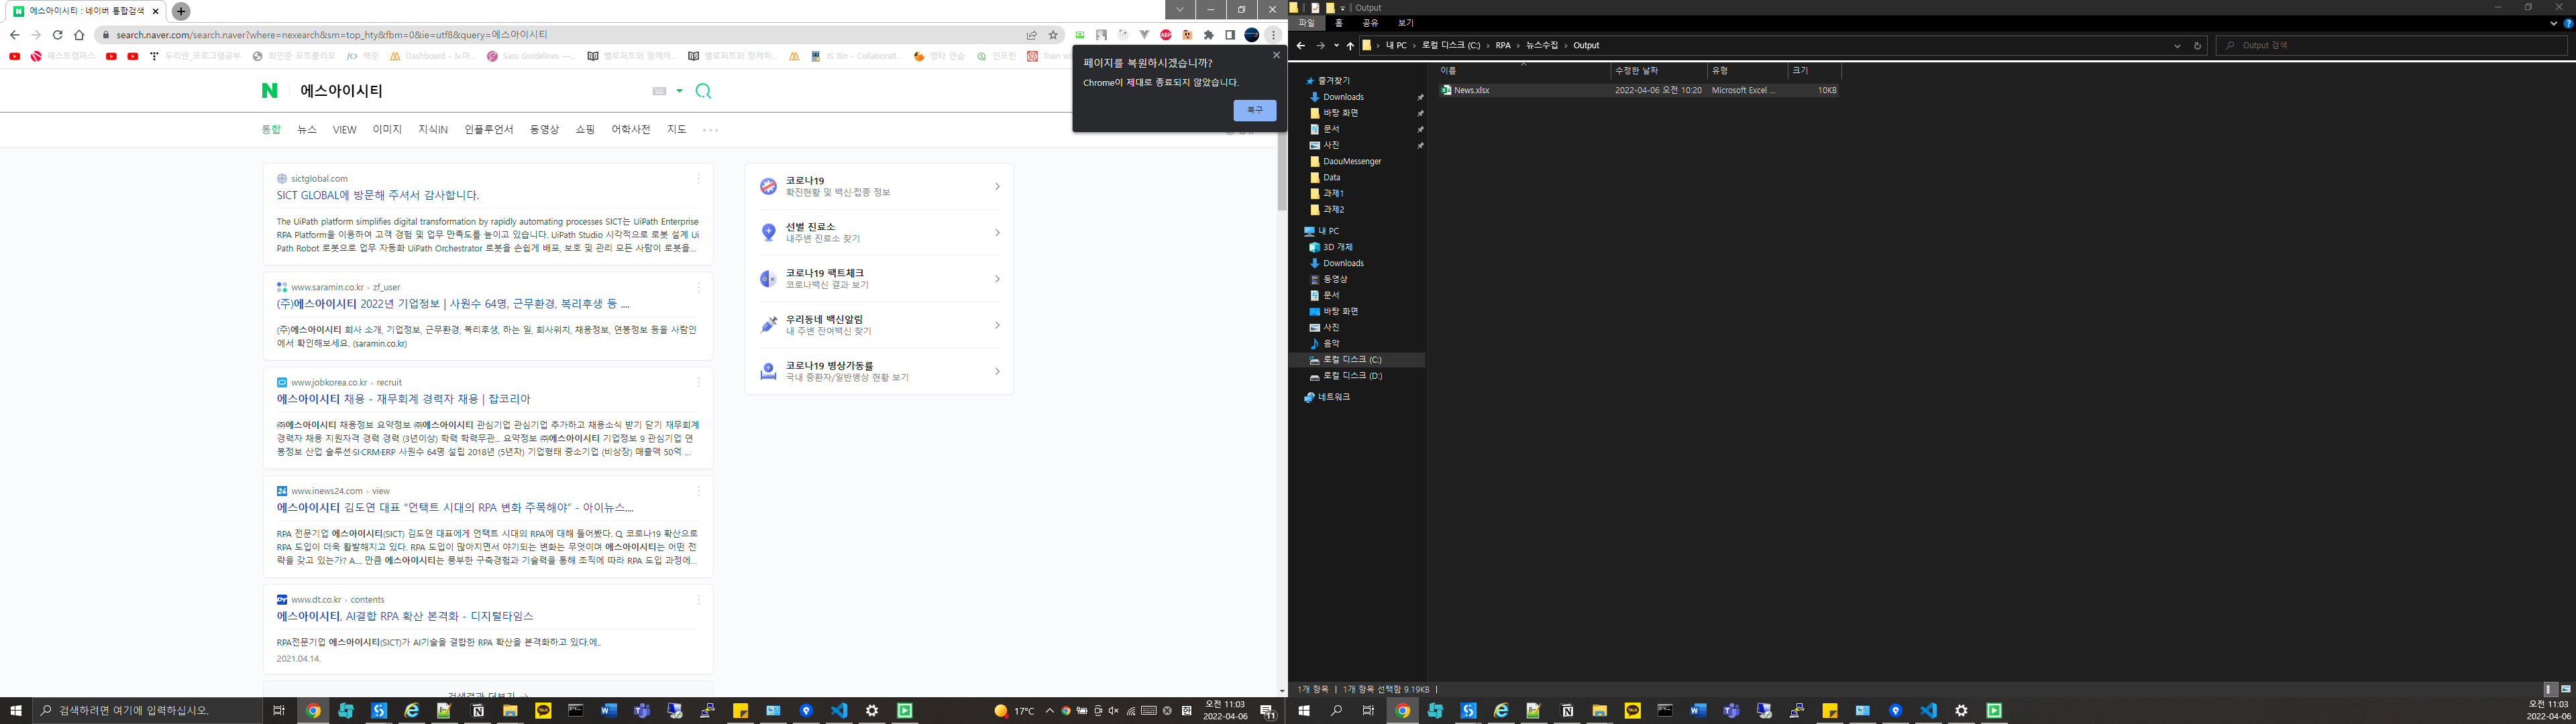 에스아이시티 : 네이버 통합검색
search.naver.com/search.naver?where=nexearch&sm=top_hty&fbm=0&ie=utf8&query=에스아이시티
패스트캠퍼스
두리안_프로그램공부
최민준 포트폴리오
백준
Sass Guidelines —...
벨로퍼트와 함께하...
벨로퍼트와 함께하...
JS Bin - Collaborati...
영타 연습
인프런
페이지를 복원하시겠습니까?
Chrome이 제대로 종료되지 않았습니다.
복구
에스아이시티
통합 뉴스 VIEW 이미지 지식iN 인플루언서 동영상 쇼핑 어학사전 지도
sictglobal.com
SICT GLOBAL에 방문해 주셔서 감사합니다.
The UiPath platform simplifies digital transformation by rapidly automating processes SICT는 UiPath Enterprise
RPA Platform을 이용하여 고객 경험 및 업무 만족도를 높이고 있습니다. UiPath Studio 시각적으로 로봇 설계 Ui
Path Robot 로봇으로 업무 자동화 UiPath Orchestrator 로봇을 손쉽게 배포, 보호 및 관리 모든 사람이 로봇을...
www.saramin.co.kr › zf_user
(주)에스아이시티 2022년 기업정보 | 사원수 64명, 근무환경, 복리후생 등 ....
(주)에스아이시티 회사 소개, 기업정보, 근무환경, 복리후생, 하는 일, 회사위치, 채용정보, 연봉정보 등을 사람인
에서 확인해보세요. (saramin.co.kr)
www.jobkorea.co.kr › recruit
에스아이시티 채용 - 재무회계 경력자 채용 | 잡코리아
㈜에스아이시티 채용정보 요약정보 ㈜에스아이시티 관심기업 관심기업 추가하고 채용소식 받기 닫기 재무회계
경력자 채용 지원자격 경력 경력 (3년이상) 학력 학력무관... 요약정보 ㈜에스아이시티 기업정보 9 관심기업 연
봉정보 산업 솔루션·SI·CRM·ERP 사원수 64명 설립 2018년 (5년차) 기업형태 중소기업 (비상장) 매출액 50억 ...
www.inews24.com › view
에스아이시티 김도연 대표 "언택트 시대의 RPA 변화 주목해야" - 아이뉴스....
RPA 전문기업 에스아이시티(SICT) 김도연 대표에게 언택트 시대의 RPA에 대해 들어봤다. Q. 코로나19 확산으로
RPA 도입이 더욱 활발해지고 있다. RPA 도입이 많아지면서 야기되는 변화는 무엇이며 에스아이시티는 어떤 전
략을 갖고 있는가? A.... 만큼 에스아이시티는 풍부한 구축경험과 기술력을 통해 조직에 따라 RPA 도입 과정에...
www.dt.co.kr › contents
에스아이시티, AI결합 RPA 확산 본격화 - 디지털타임스
RPA전문기업 에스아이시티(SICT)가 AI기술을 결합한 RPA 확산을 본격화하고 있다.에..
2021.04.14.
검색결과 더보기
코로나19
확진현황 및 백신·접종 정보
선별 진료소
내주변 진료소 찾기
코로나19 팩트체크
코로나백신 결과 보기
우리동네 백신알림
내 주변 잔여백신 찾기
코로나19 병상가동률
국내 중환자/일반병상 현황 보기
검색하려면 여기에 입력하십시오.
17°C
오전 11:03
2022-04-06
11
Output
파일 홈 공유 보기
내 PC › 로컬 디스크 (C:) › RPA › 뉴스수집 › Output
Output 검색
이름 수정한 날짜 유형 크기
News.xlsx 2022-04-06 오전 10:20 Microsoft Excel ... 10KB
즐겨찾기
Downloads
바탕 화면
문서
사진
DaouMessenger
Data
과제1
과제2
내 PC
3D 개체
Downloads
동영상
문서
바탕 화면
사진
음악
로컬 디스크 (C:)
로컬 디스크 (D:)
네트워크
1개 항목 1개 항목 선택함 9.19KB
오전 11:03
2022-04-06